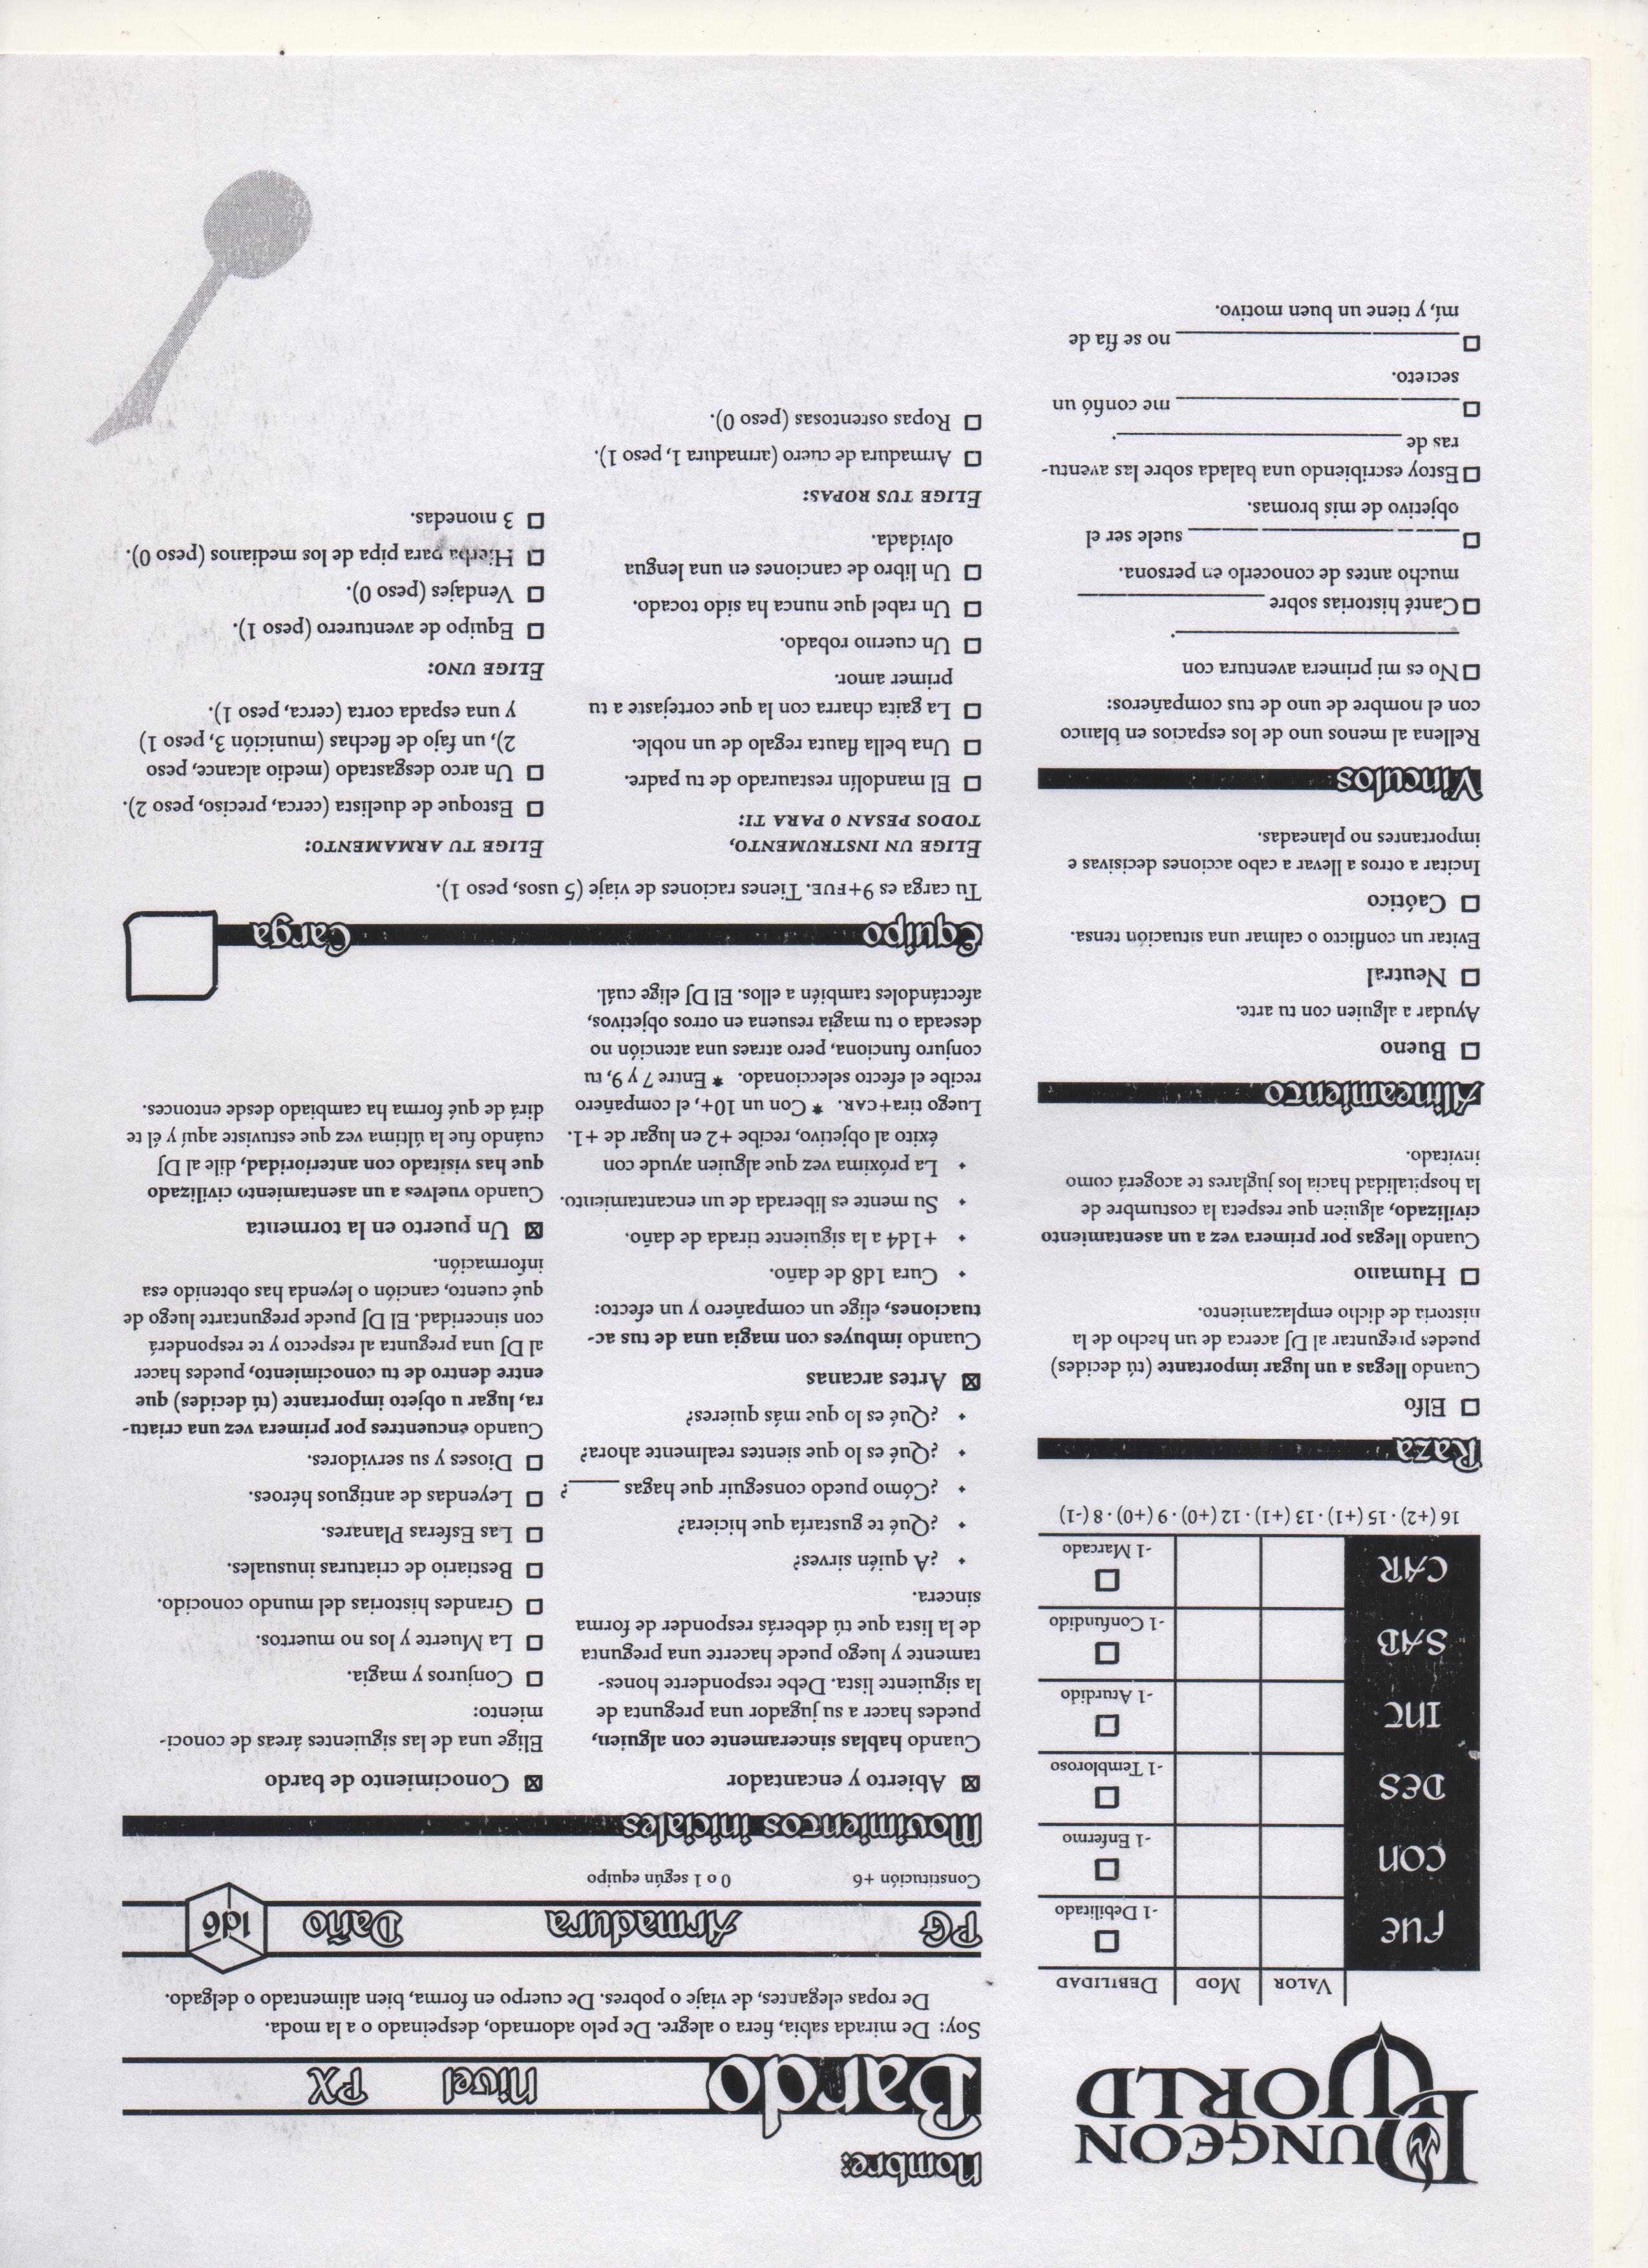 DUNGEON
WORLD
VALOR MOD DEBILIDAD
FUE
-1 Debilitado
CON
-1 Enfermo
DES
-1 Tembloroso
INT
-1 Aturdido
SAB
-1 Confundido
CAR
-1 Marcado
16 (+2) · 15 (+1) · 13 (+1) · 12 (+0) · 9 (+0) · 8 (-1)
Raza
Elfo
Cuando llegas a un lugar importante (tú decides)
puedes preguntar al DJ acerca de un hecho de la
historia de dicho emplazamiento.
Humano
Cuando llegas por primera vez a un asentamiento
civilizado, alguien que respeta la costumbre de
la hospitalidad hacia los juglares te acogerá como
invitado.
Alineamiento
Bueno
Ayudar a alguien con tu arte.
Neutral
Evitar un conflicto o calmar una situación tensa.
Caótico
Incitar a otros a llevar a cabo acciones decisivas e
importantes no planeadas.
Vínculos
Rellena al menos uno de los espacios en blanco
con el nombre de uno de tus compañeros:
No es mi primera aventura con
____________________.
Canté historias sobre ____________________
mucho antes de conocerlo en persona.
____________________ suele ser el
objetivo de mis bromas.
Estoy escribiendo una balada sobre las aventu-
ras de ____________________.
____________________ me confió un
secreto.
____________________ no se fía de
mí, y tiene un buen motivo.
Nombre:
Bardo Nivel PX
Soy: De mirada sabia, fiera o alegre. De pelo adornado, despeinado o a la moda.
De ropas elegantes, de viaje o pobres. De cuerpo en forma, bien alimentado o delgado.
PG Armadura Daño 1d6
Constitución +6 0 o 1 según equipo
Movimientos iniciales
Abierto y encantador
Cuando hablas sinceramente con alguien,
puedes hacer a su jugador una pregunta de
la siguiente lista. Debe responderte hones-
tamente y luego puede hacerte una pregunta
de la lista que tú deberás responder de forma
sincera.
¿A quién sirves?
¿Qué te gustaría que hiciera?
¿Cómo puedo conseguir que hagas _____?
¿Qué es lo que sientes realmente ahora?
¿Qué es lo que más quieres?
Artes arcanas
Cuando imbuyes con magia una de tus ac-
tuaciones, elige un compañero y un efecto:
Cura 1d8 de daño.
+1d4 a la siguiente tirada de daño.
Su mente es liberada de un encantamiento.
La próxima vez que alguien ayude con
éxito al objetivo, recibe +2 en lugar de +1.
Luego tira+CAR. * Con un 10+, el compañero
recibe el efecto seleccionado. * Entre 7 y 9, tu
conjuro funciona, pero atraes una atención no
deseada o tu magia resuena en otros objetivos,
afectándoles también a ellos. El DJ elige cuál.
Conocimiento de bardo
Elige una de las siguientes áreas de conoci-
miento:
Conjuros y magia.
La Muerte y los no muertos.
Grandes historias del mundo conocido.
Bestiario de criaturas inusuales.
Las Esferas Planares.
Leyendas de antiguos héroes.
Dioses y su servidores.
Cuando encuentres por primera vez una criatu-
ra, lugar u objeto importante (tú decides) que
entre dentro de tu conocimiento, puedes hacer
al DJ una pregunta al respecto y te responderá
con sinceridad. El DJ puede preguntarte luego de
qué cuento, canción o leyenda has obtenido esa
información.
Un puerto en la tormenta
Cuando vuelves a un asentamiento civilizado
que has visitado con anterioridad, dile al DJ
cuándo fue la última vez que estuviste aquí y él te
dirá de qué forma ha cambiado desde entonces.
Equipo Carga
Tu carga es 9+FUE. Tienes raciones de viaje (5 usos, peso 1).
ELIGE UN INSTRUMENTO,
TODOS PESAN 0 PARA TI:
El mandolín restaurado de tu padre.
Una bella flauta regalo de un noble.
La gaita charra con la que cortejaste a tu
primer amor.
Un cuerno robado.
Un rabel que nunca ha sido tocado.
Un libro de canciones en una lengua
olvidada.
ELIGE TUS ROPAS:
Armadura de cuero (armadura 1, peso 1).
Ropas ostentosas (peso 0).
ELIGE TU ARMAMENTO:
Estoque de duelista (cerca, preciso, peso 2).
Un arco desgastado (medio alcance, peso
2), un fajo de flechas (munición 3, peso 1)
y una espada corta (cerca, peso 1).
ELIGE UNO:
Equipo de aventurero (peso 1).
Vendajes (peso 0).
Hierba para pipa de los medianos (peso 0).
3 monedas.